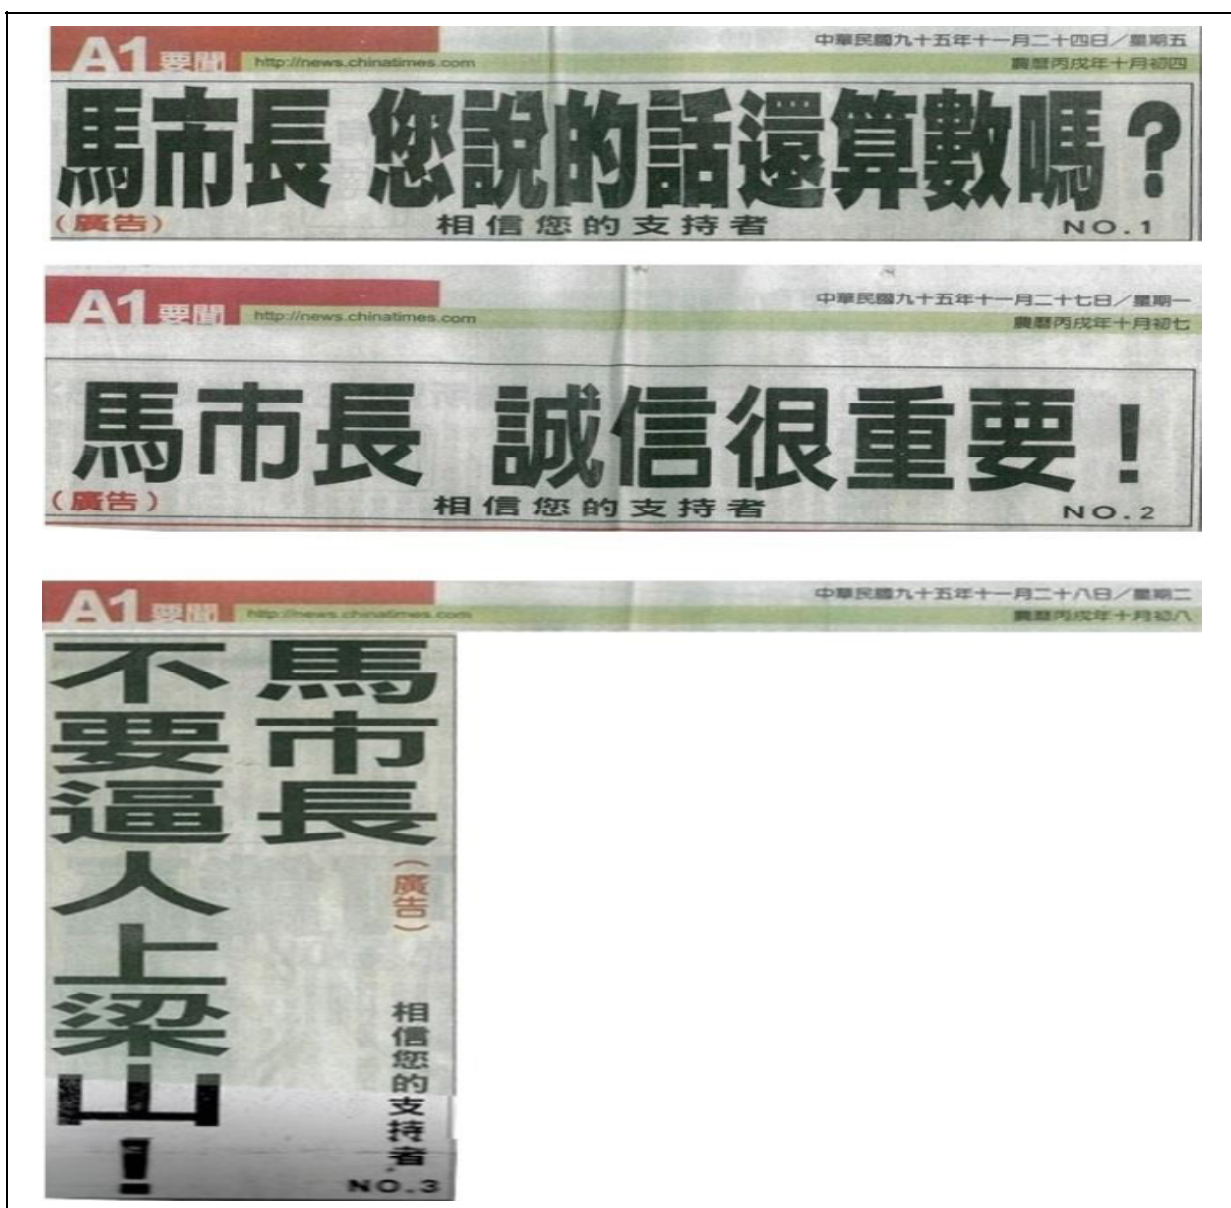 A1 要聞
http://news.chinatimes.com
中華民國九十五年十一月二十四日／星期五
農曆丙戌年十月初四
馬市長 您說的話還算數嗎？
（廣告） 相信您的支持者 NO.1
A1 要聞
http://news.chinatimes.com
中華民國九十五年十一月二十七日／星期一
農曆丙戌年十月初七
馬市長 誠信很重要！
（廣告） 相信您的支持者 NO.2
A1 要聞
http://news.chinatimes.com
中華民國九十五年十一月二十八日／星期二
農曆丙戌年十月初八
馬市長
（廣告）
相信您的支持者
NO.3
不要逼人上梁山！